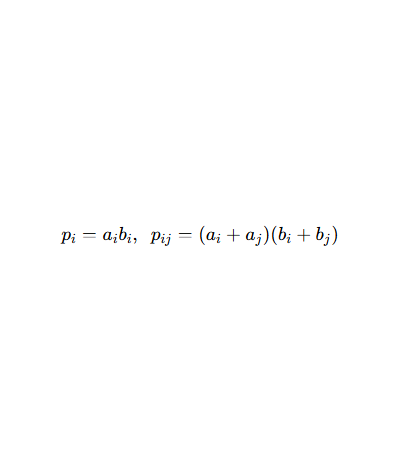 $p_i = a_i b_i, \;\; p_{ij} = (a_i + a_j)(b_i + b_j)$